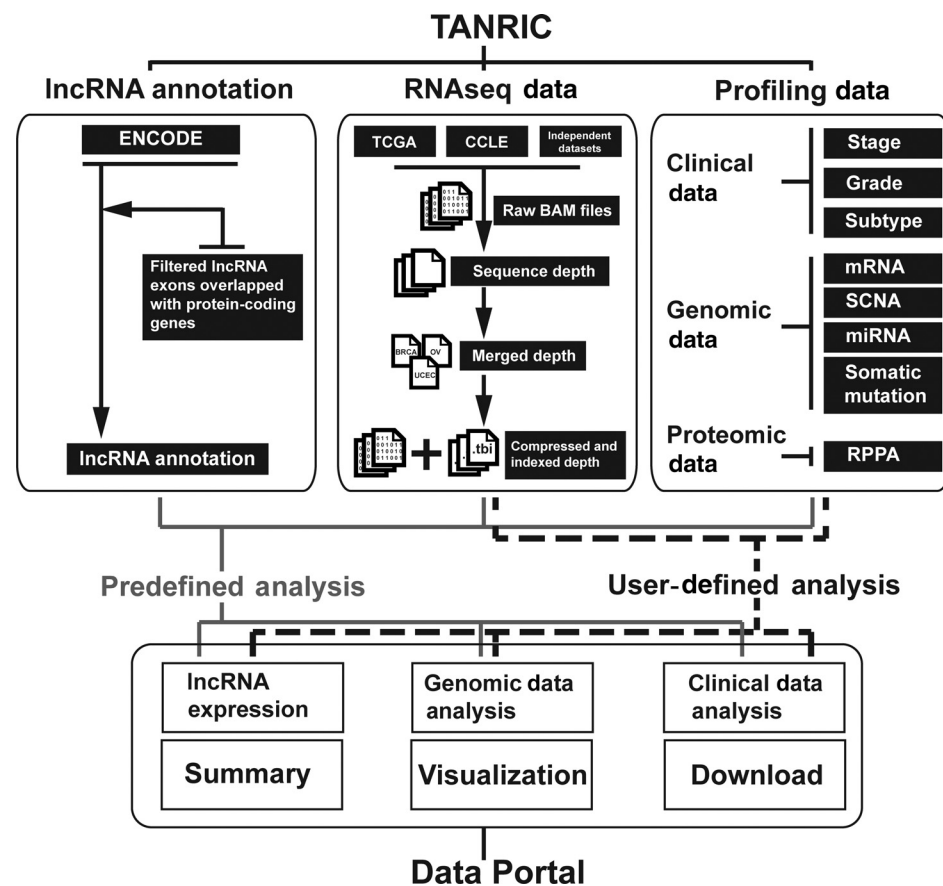 TANRIC
lncRNA annotation
RNAseq data
Profiling data
ENCODE
Filtered lncRNA
exons overlapped
with protein-coding
genes
lncRNA annotation
TCGA
CCLE
Independent
datasets
Raw BAM files
Sequence depth
BRCA
OV
UCEC
Merged depth
.tbi
Compressed and
indexed depth
Clinical
data
Stage
Grade
Subtype
Genomic
data
mRNA
SCNA
miRNA
Somatic
mutation
Proteomic
data
RPPA
Predefined analysis
User-defined analysis
lncRNA
expression
Genomic data
analysis
Clinical data
analysis
Summary
Visualization
Download
Data Portal